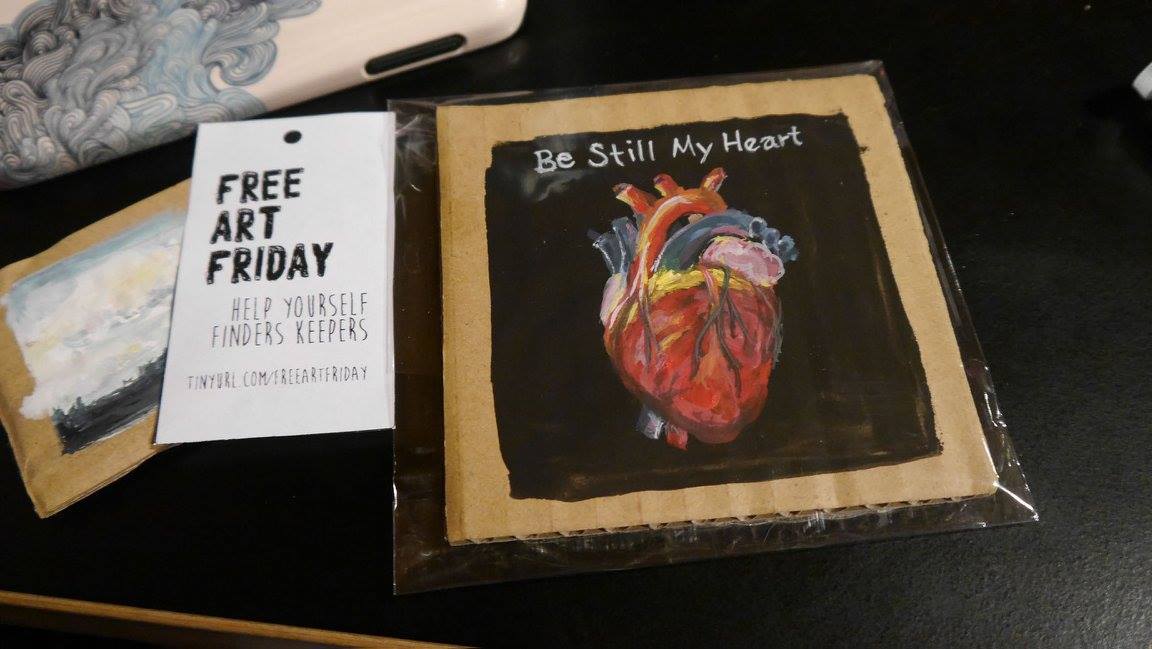 FREE
ART
FRIDAY
HELP YOURSELF
FINDERS KEEPERS
TINYURL.COM/FREEARTFRIDAY
Be Still My Heart